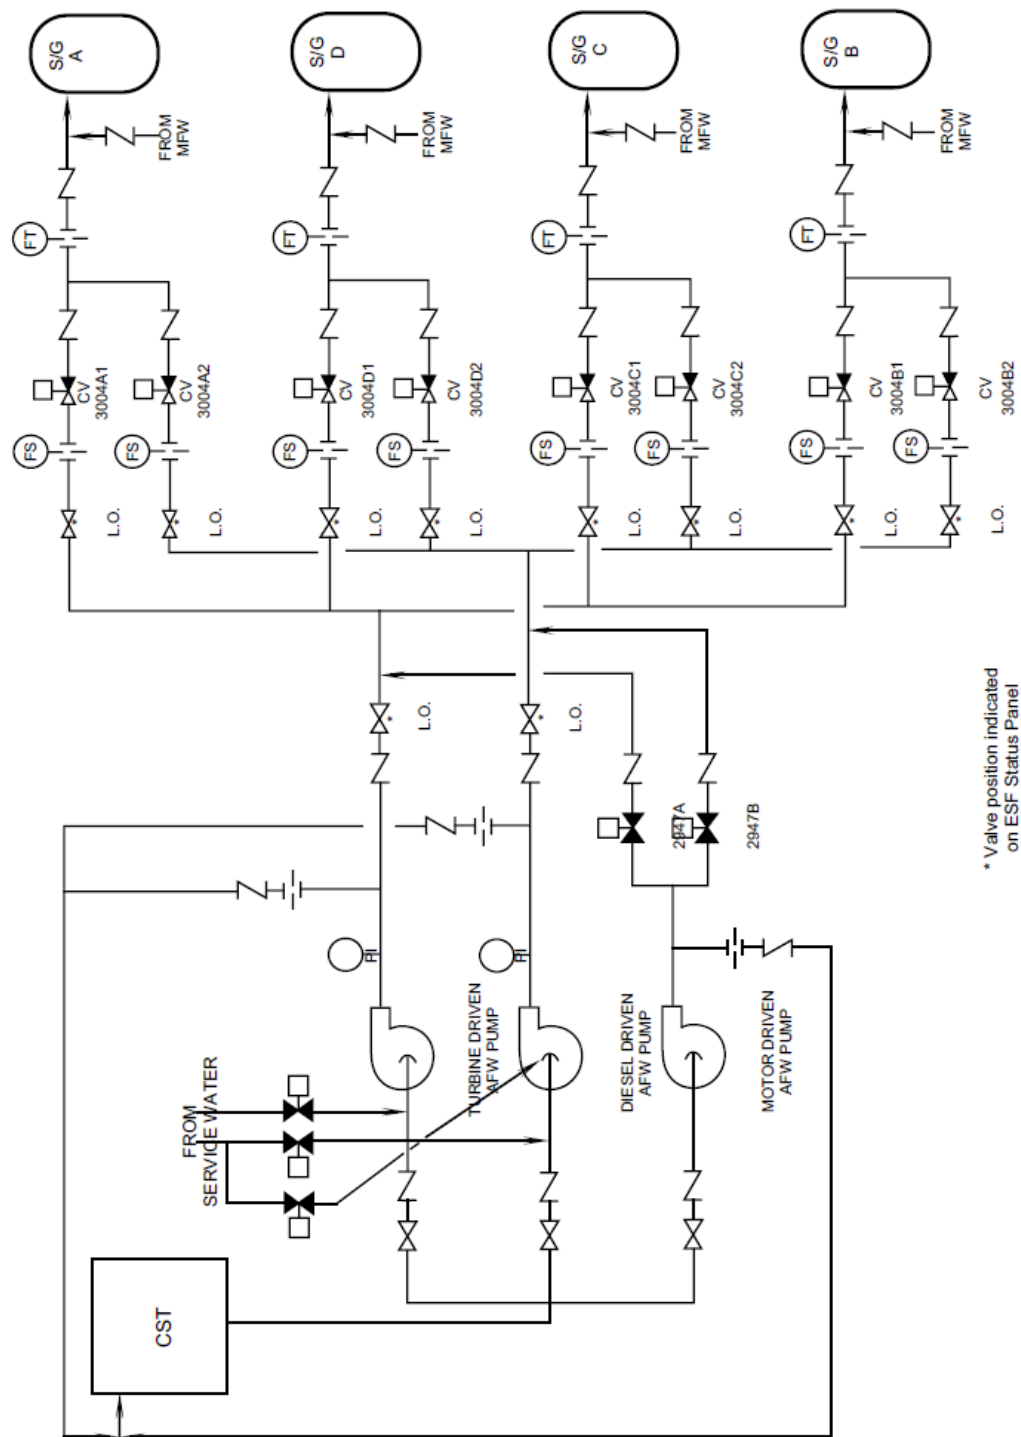 S/G
A
S/G
D
S/G
C
S/G
B
FROM
MFW
FROM
MFW
FROM
MFW
FROM
MFW
FT
FT
FT
FT
CV
3004A1
CV
3004A2
CV
3004D1
CV
3004D2
CV
3004C1
CV
3004C2
CV
3004B1
CV
3004B2
FS
FS
FS
FS
FS
FS
FS
FS
L.O.
L.O.
L.O.
L.O.
L.O.
L.O.
L.O.
L.O.
L.O.
L.O.
2947A
2947B
PI
PI
TURBINE DRIVEN
AFW PUMP
DIESEL DRIVEN
AFW PUMP
MOTOR DRIVEN
AFW PUMP
FROM
SERVICE WATER
CST
* Valve position indicated
on ESF Status Panel